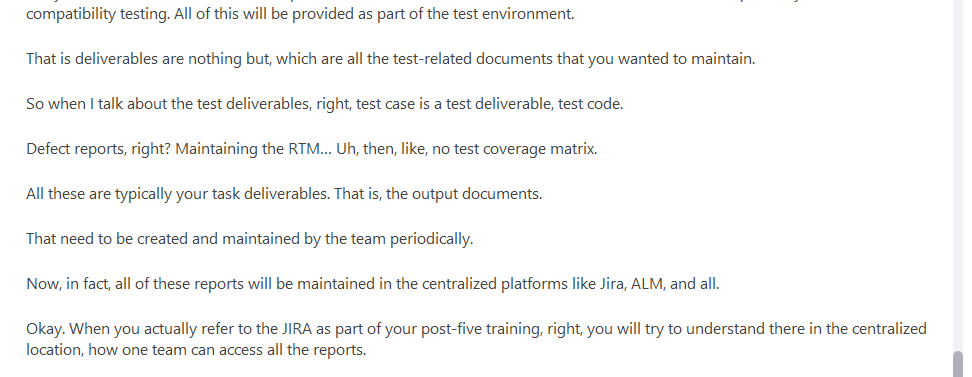 compatibility testing. All of this will be provided as part of the test environment.
That is deliverables are nothing but, which are all the test-related documents that you wanted to maintain.
So when I talk about the test deliverables, right, test case is a test deliverable, test code.
Defect reports, right? Maintaining the RTM... Uh, then, like, no test coverage matrix.
All these are typically your task deliverables. That is, the output documents.
That need to be created and maintained by the team periodically.
Now, in fact, all of these reports will be maintained in the centralized platforms like Jira, ALM, and all.
Okay. When you actually refer to the JIRA as part of your post-five training, right, you will try to understand there in the centralized
location, how one team can access all the reports.